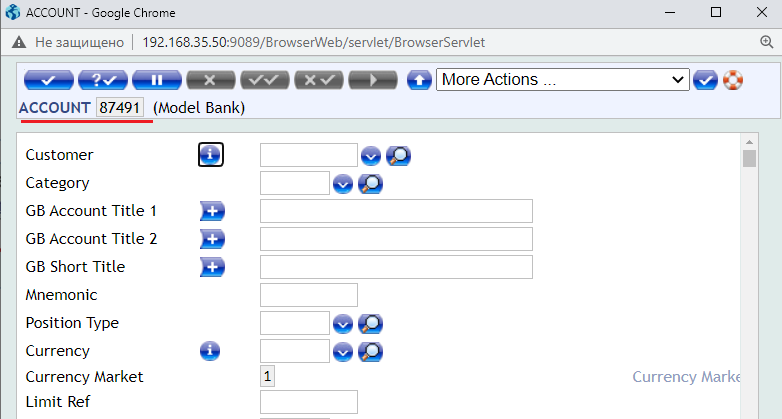 ACCOUNT - Google Chrome
Не защищено 192.168.35.50:9089/BrowserWeb/servlet/BrowserServlet
More Actions ...
ACCOUNT 87491 (Model Bank)
Customer
Category
GB Account Title 1
GB Account Title 2
GB Short Title
Mnemonic
Position Type
Currency
Currency Market 1 Currency Marke
Limit Ref